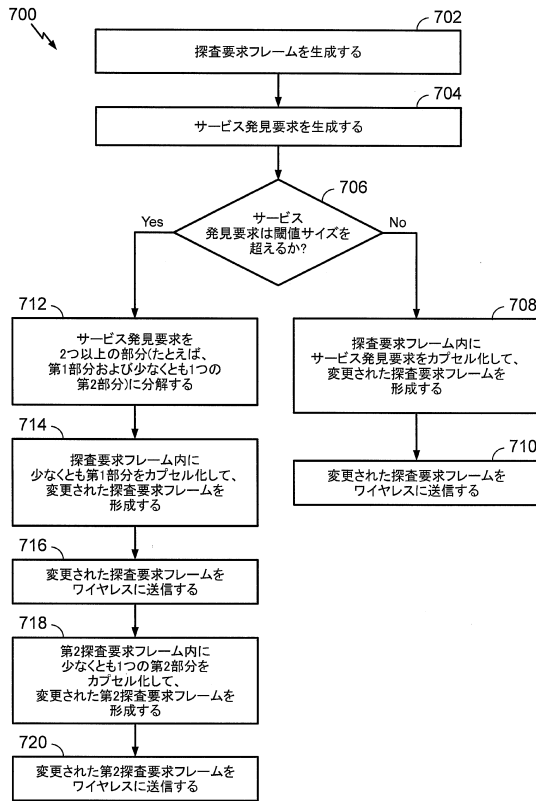 700
702
探査要求フレームを生成する
704
サービス発見要求を生成する
706
サービス
発見要求は閾値サイズを
超えるか?
Yes
No
712
サービス発見要求を
2つ以上の部分(たとえば、
第1部分および少なくとも1つの
第2部分)に分解する
714
探査要求フレーム内に
少なくとも第1部分をカプセル化して、
変更された探査要求フレームを
形成する
716
変更された探査要求フレームを
ワイヤレスに送信する
718
第2探査要求フレーム内に
少なくとも1つの第2部分を
カプセル化して、
変更された第2探査要求フレームを
形成する
720
変更された第2探査要求フレームを
ワイヤレスに送信する
708
探査要求フレーム内に
サービス発見要求をカプセル化して、
変更された探査要求フレームを
形成する
710
変更された探査要求フレームを
ワイヤレスに送信する